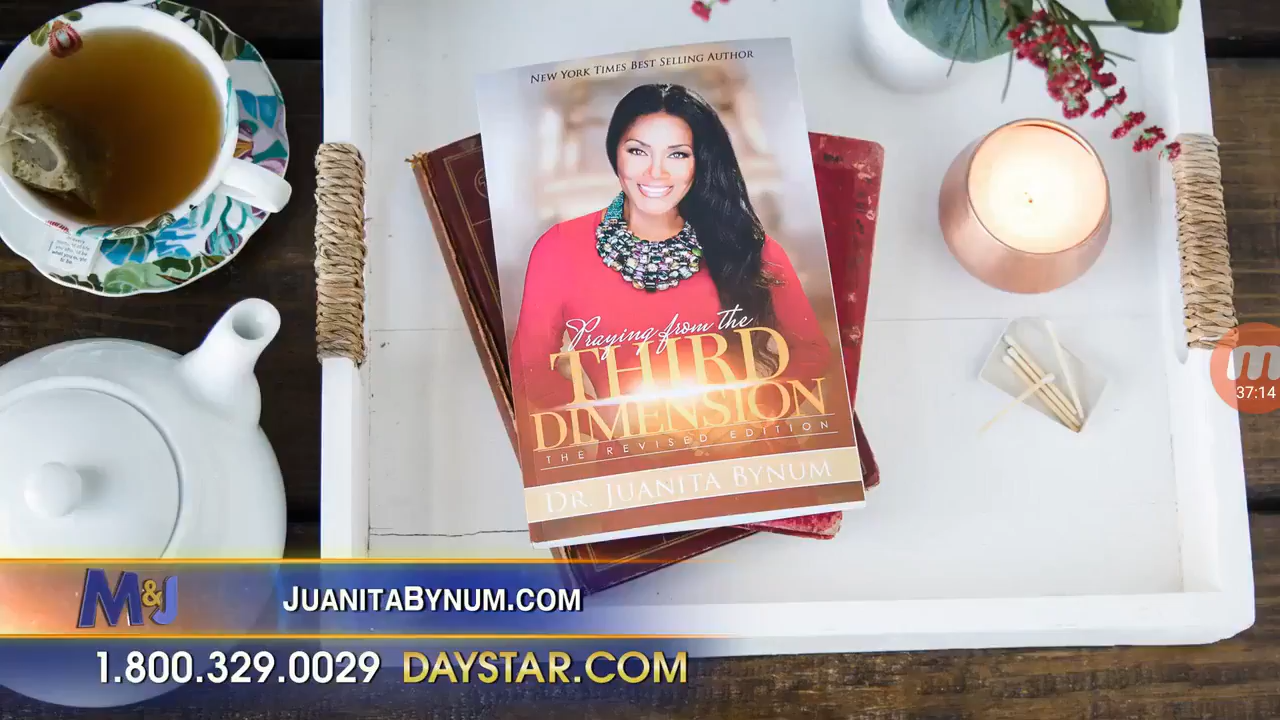 NEW YORK TIMES BEST SELLING AUTHOR
Praying from the
THIRD
DIMENSION
THE REVISED EDITION
DR. JUANITA BYNUM
37:14
M&J
JUANITABYNUM.COM
1.800.329.0029 DAYSTAR.COM